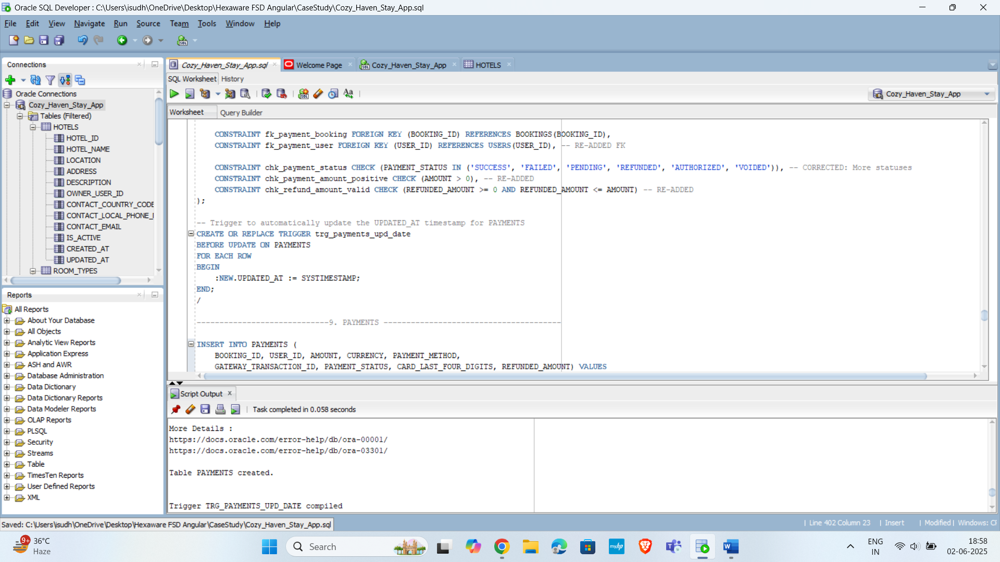 Oracle SQL Developer : C:\Users\isudh\OneDrive\Desktop\Hexaware FSD Angular\CaseStudy\Cozy_Haven_Stay_App.sql
File Edit View Navigate Run Source Team Tools Window Help
Connections
Oracle Connections
Cozy_Haven_Stay_App
Tables (Filtered)
HOTELS
HOTEL_ID
HOTEL_NAME
LOCATION
ADDRESS
DESCRIPTION
OWNER_USER_ID
CONTACT_COUNTRY_CODE
CONTACT_LOCAL_PHONE_
CONTACT_EMAIL
IS_ACTIVE
CREATED_AT
UPDATED_AT
ROOM_TYPES
Reports
All Reports
About Your Database
All Objects
Analytic View Reports
Application Express
ASH and AWR
Database Administration
Data Dictionary
Data Dictionary Reports
Data Modeler Reports
OLAP Reports
PLSQL
Security
Streams
Table
TimesTen Reports
User Defined Reports
XML
Cozy_Haven_Stay_App.sql Welcome Page Cozy_Haven_Stay_App HOTELS
SQL Worksheet History
Cozy_Haven_Stay_App
Worksheet Query Builder
CONSTRAINT fk_payment_booking FOREIGN KEY (BOOKING_ID) REFERENCES BOOKINGS(BOOKING_ID),
CONSTRAINT fk_payment_user FOREIGN KEY (USER_ID) REFERENCES USERS(USER_ID), -- RE-ADDED FK
CONSTRAINT chk_payment_status CHECK (PAYMENT_STATUS IN ('SUCCESS', 'FAILED', 'PENDING', 'REFUNDED', 'AUTHORIZED', 'VOIDED')), -- CORRECTED: More statuses
CONSTRAINT chk_payment_amount_positive CHECK (AMOUNT > 0), -- RE-ADDED
CONSTRAINT chk_refund_amount_valid CHECK (REFUNDED_AMOUNT >= 0 AND REFUNDED_AMOUNT <= AMOUNT) -- RE-ADDED
);
-- Trigger to automatically update the UPDATED_AT timestamp for PAYMENTS
CREATE OR REPLACE TRIGGER trg_payments_upd_date
BEFORE UPDATE ON PAYMENTS
FOR EACH ROW
BEGIN
:NEW.UPDATED_AT := SYSTIMESTAMP;
END;
/
-----------------------------9. PAYMENTS ---------------------------------------
INSERT INTO PAYMENTS (
BOOKING_ID, USER_ID, AMOUNT, CURRENCY, PAYMENT_METHOD,
GATEWAY_TRANSACTION_ID, PAYMENT_STATUS, CARD_LAST_FOUR_DIGITS, REFUNDED_AMOUNT) VALUES
Script Output
Task completed in 0.058 seconds
More Details :
https://docs.oracle.com/error-help/db/ora-00001/
https://docs.oracle.com/error-help/db/ora-03301/
Table PAYMENTS created.
Trigger TRG_PAYMENTS_UPD_DATE compiled
Saved: C:\Users\isudh\OneDrive\Desktop\Hexaware FSD Angular\CaseStudy\Cozy_Haven_Stay_App.sql
Line 402 Column 23 Insert Modified Windows: CF
9+ 36°C
Haze
Search
myhp
ENG
IN
18:58
02-06-2025